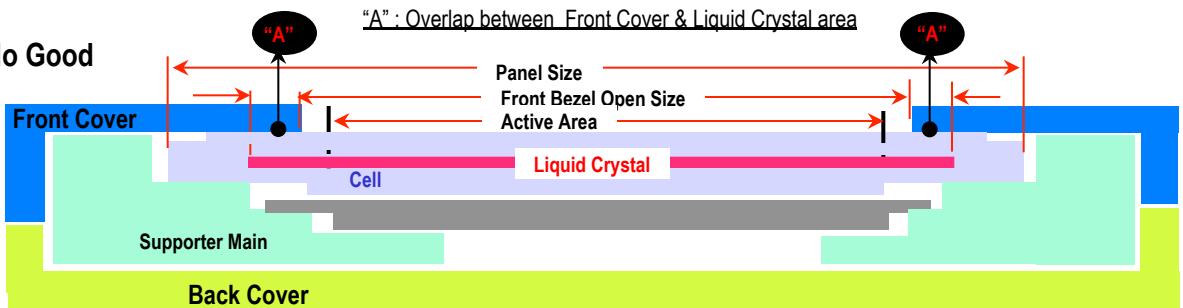 "A" : Overlap between Front Cover & Liquid Crystal area
"A"
"A"
No Good
Panel Size
Front Bezel Open Size
Front Cover
Active Area
Liquid Crystal
Cell
Supporter Main
Back Cover